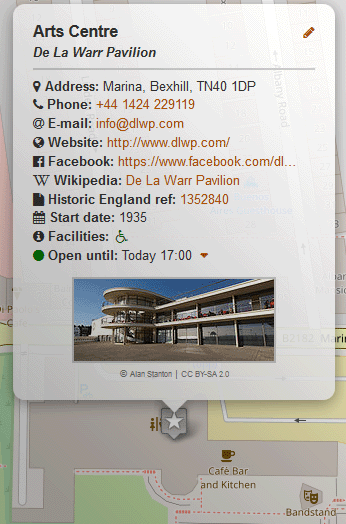 Arts Centre
De La Warr Pavilion
Address: Marina, Bexhill, TN40 1DP
Phone: +44 1424 229119
@ E-mail: info@dlwp.com
Website: http://www.dlwp.com/
Facebook: https://www.facebook.com/dl...
W Wikipedia: De La Warr Pavilion
Historic England ref: 1352840
Start date: 1935
Facilities:
Open until: Today 17:00
© Alan Stanton | CC BY-SA 2.0
Albany Road
B2182 Marin
Café Bar
and Kitchen
Bandstand